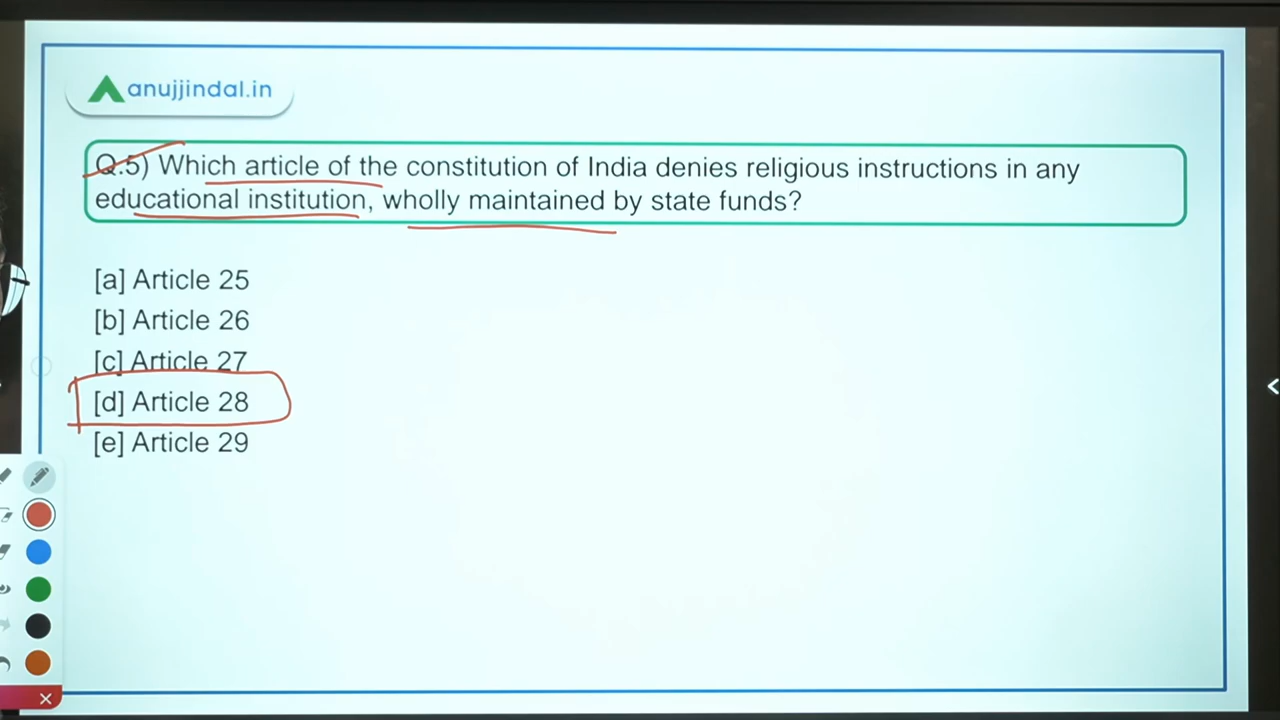 anujjindal.in
Q.5) Which article of the constitution of India denies religious instructions in any
educational institution, wholly maintained by state funds?
[a] Article 25
[b] Article 26
[c] Article 27
[d] Article 28
[e] Article 29